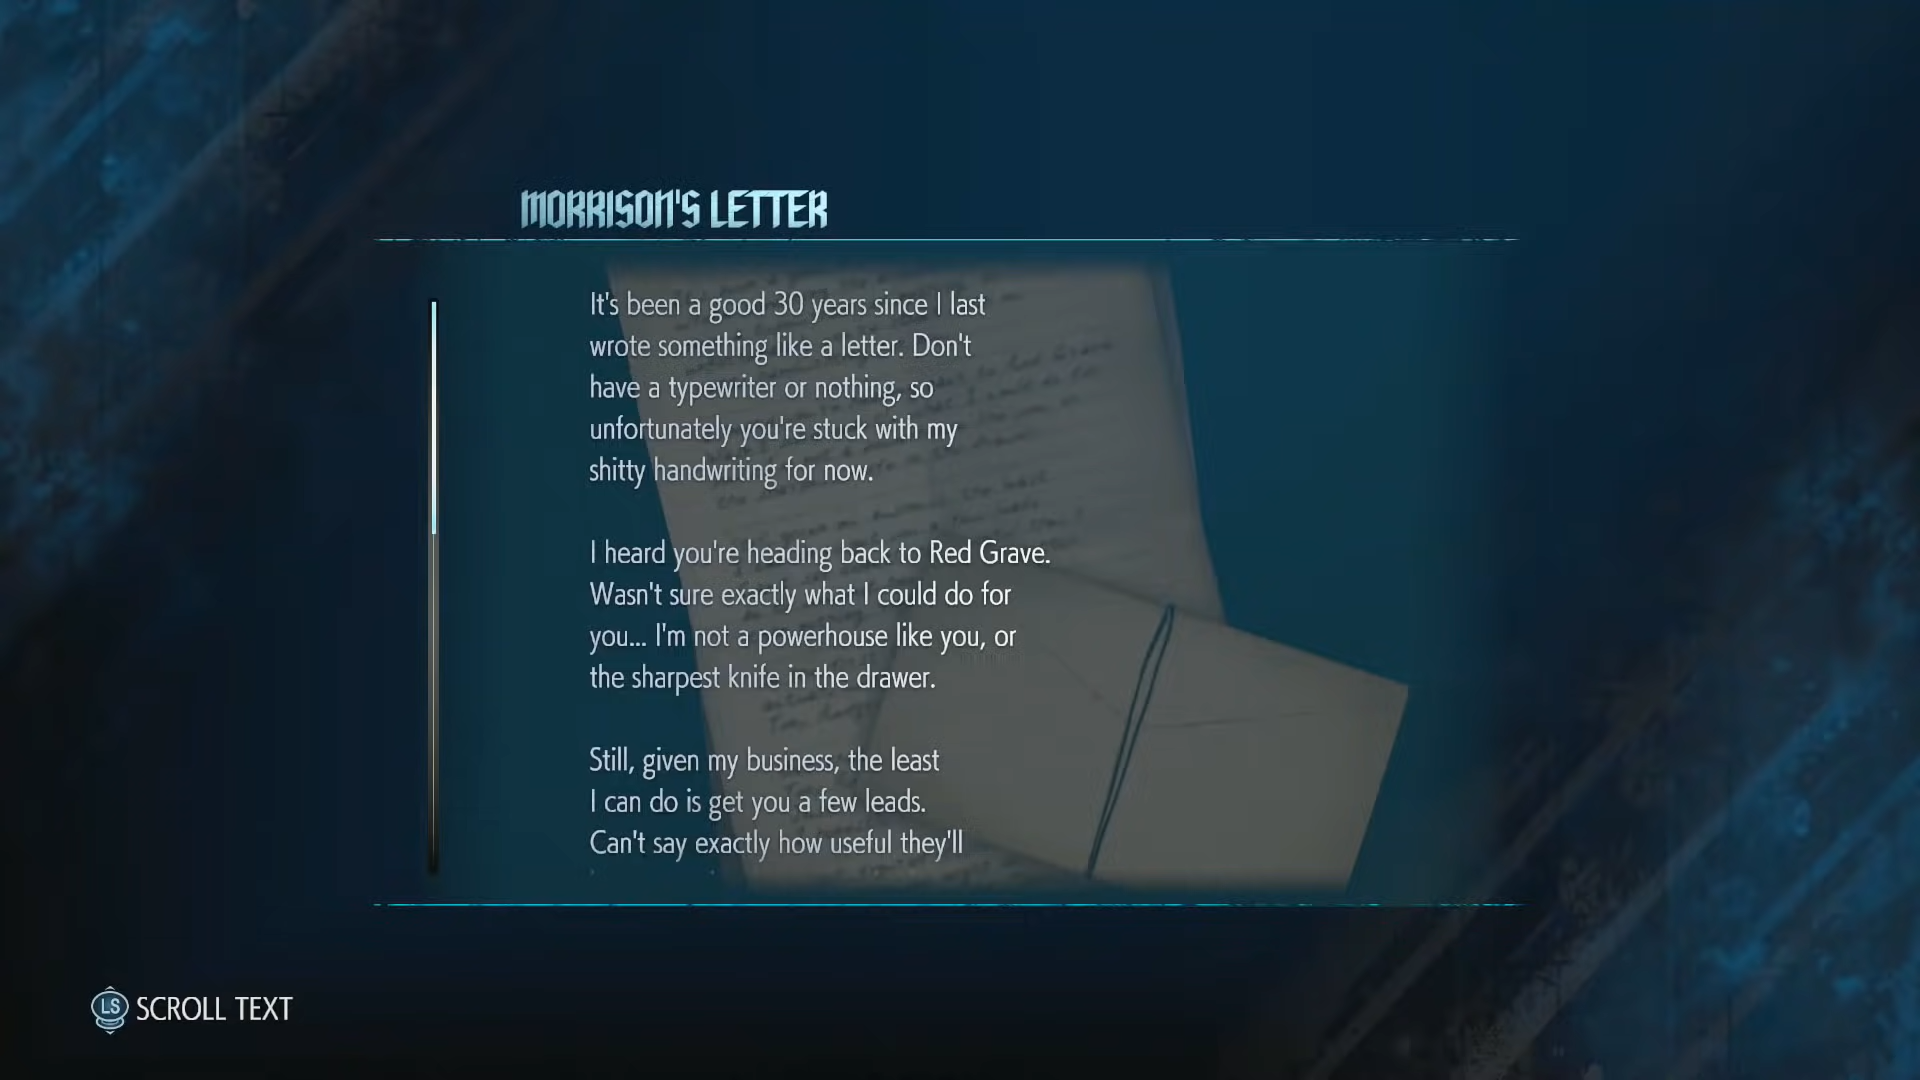 MORRISON'S LETTER
It's been a good 30 years since I last
wrote something like a letter. Don't
have a typewriter or nothing, so
unfortunately you're stuck with my
shitty handwriting for now.
I heard you're heading back to Red Grave.
Wasn't sure exactly what I could do for
you... I'm not a powerhouse like you, or
the sharpest knife in the drawer.
Still, given my business, the least
I can do is get you a few leads.
Can't say exactly how useful they'll
LS SCROLL TEXT